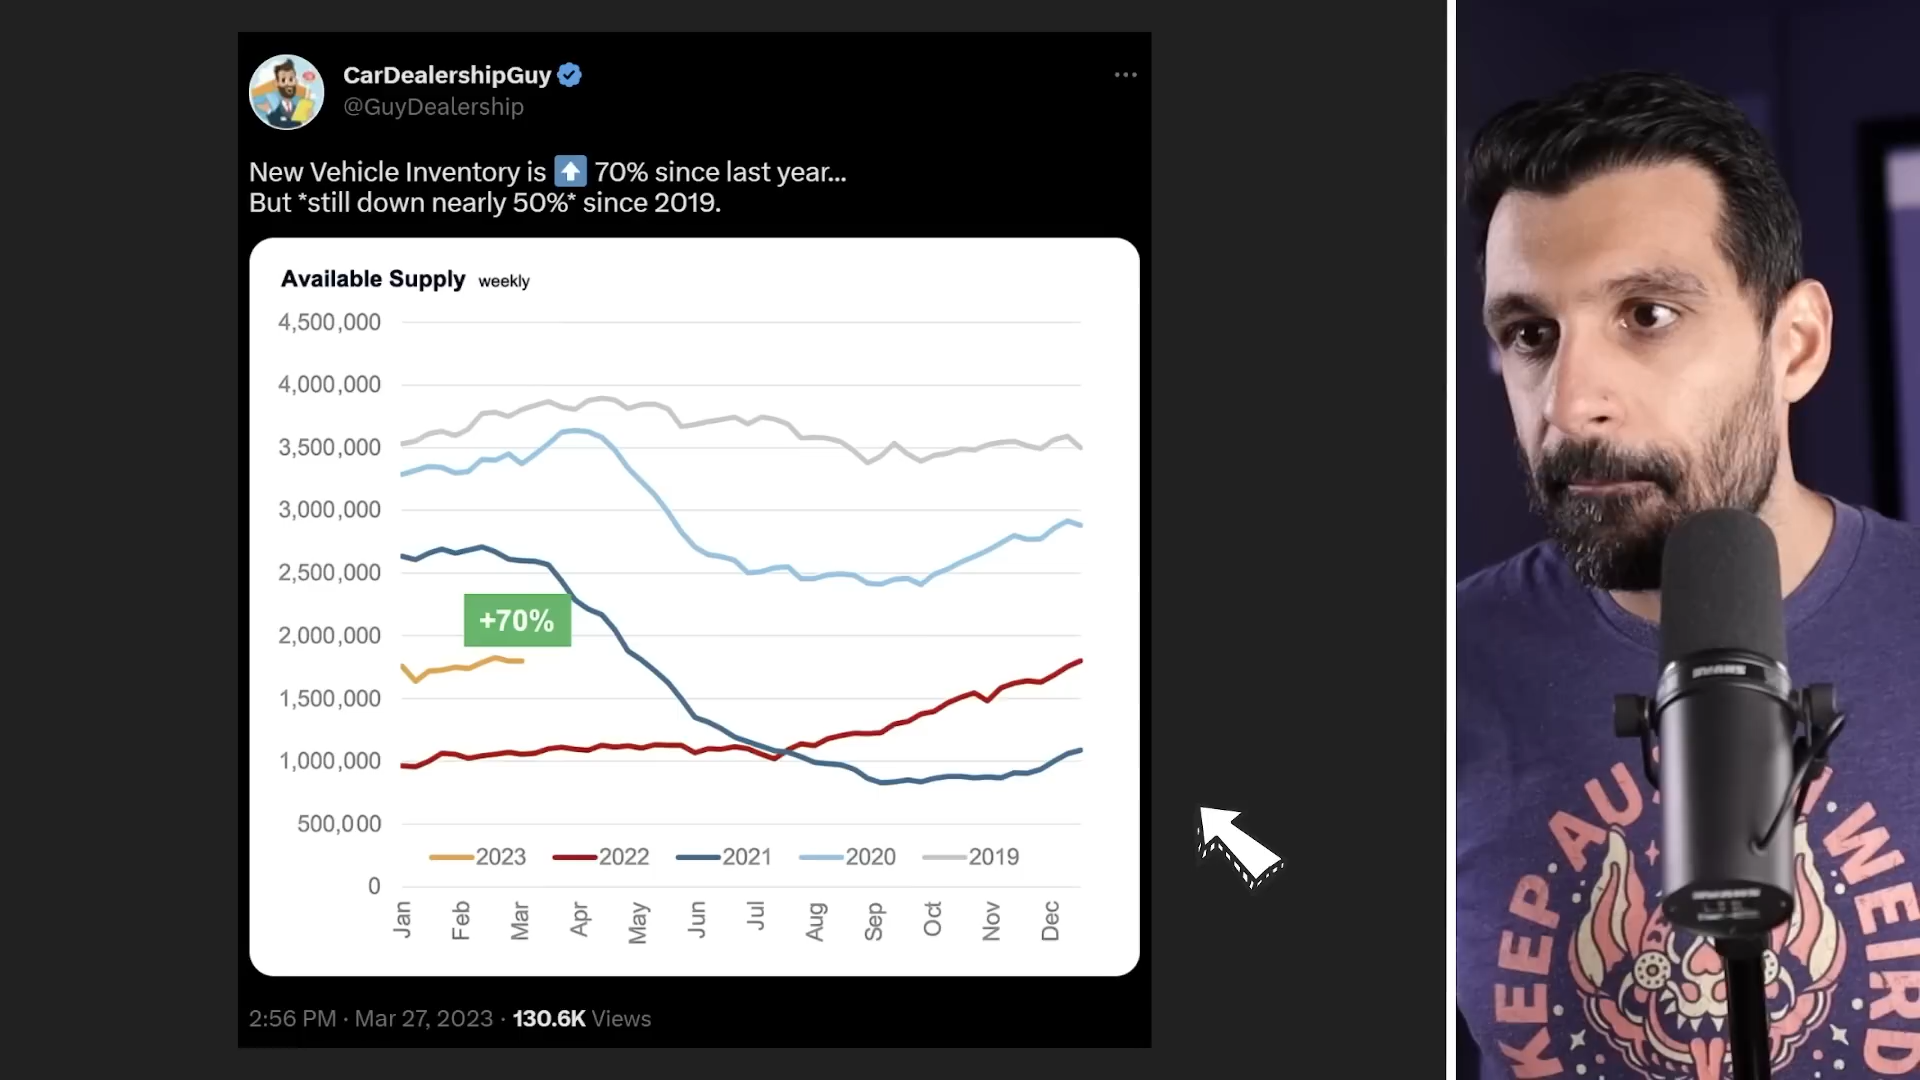 CarDealershipGuy
@GuyDealership
New Vehicle Inventory is ⬆️ 70% since last year...
But *still down nearly 50%* since 2019.
Available Supply weekly
4,500,000
4,000,000
3,500,000
3,000,000
2,500,000
2,000,000
1,500,000
1,000,000
500,000
0
+70%
2023 2022 2021 2020 2019
Jan Feb Mar Apr May Jun Jul Aug Sep Oct Nov Dec
2:56 PM · Mar 27, 2023 · 130.6K Views
KEEP WEIRD